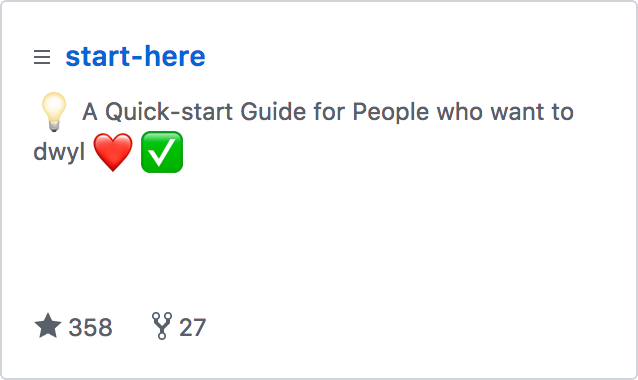 start-here
💡 A Quick-start Guide for People who want to
dwyl ❤️ ✅
358 27